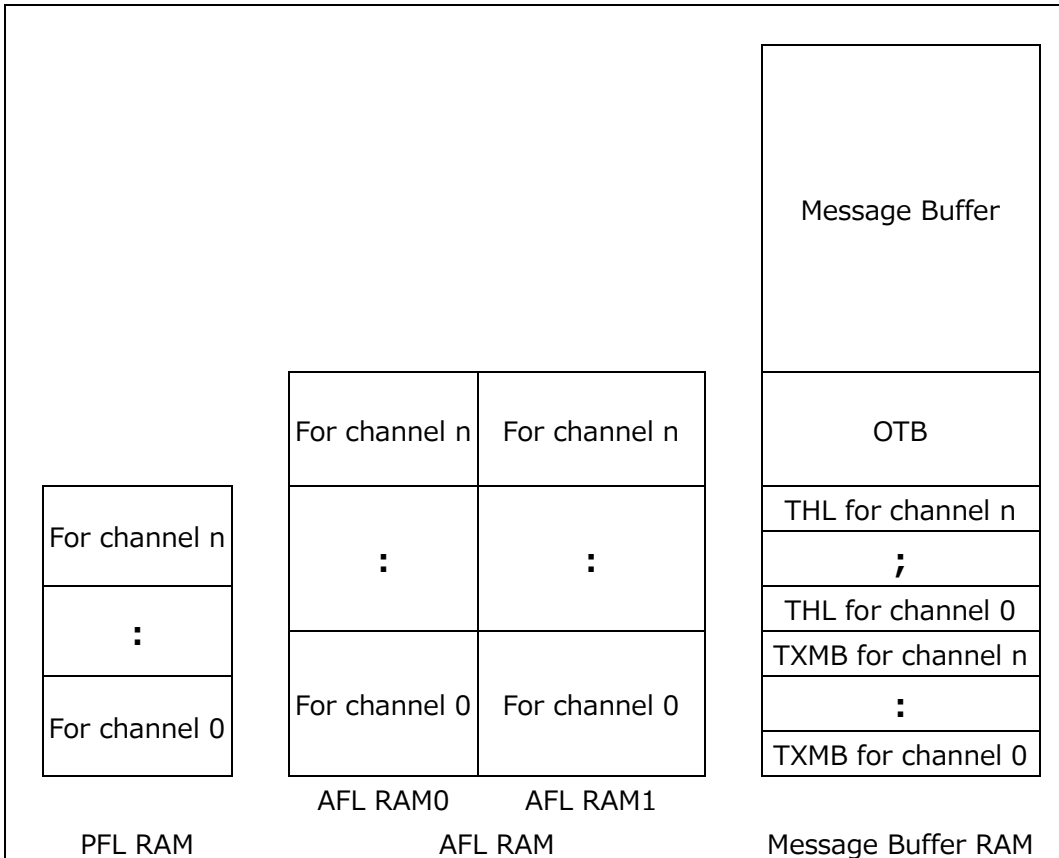 Message Buffer
For channel n
For channel n
OTB
For channel n
:
:
THL for channel n
;
THL for channel 0
:
TXMB for channel n
For channel 0
For channel 0
For channel 0
:
TXMB for channel 0
AFL RAM0
AFL RAM1
PFL RAM
AFL RAM
Message Buffer RAM